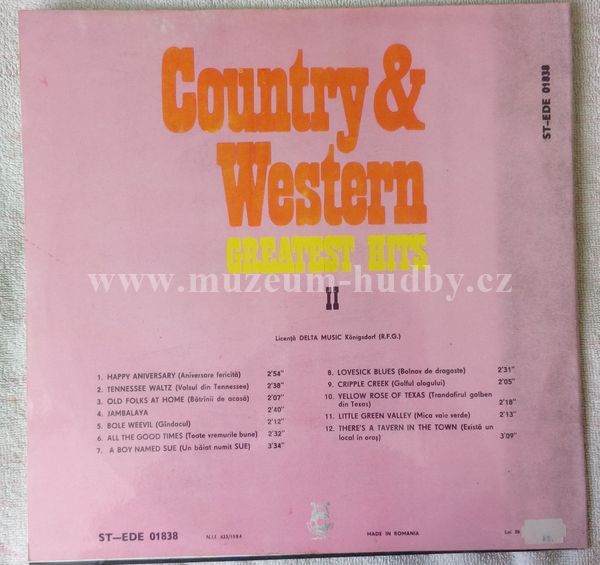 Country &
Western
GREATEST HITS
II
ST-EDE 01838
www.muzeum-hudby.cz
Licență DELTA MUSIC Königsdorf (R.F.G.)
1. HAPPY ANIVERSARY (Aniversare fericită) 2'54"
2. TENNESSEE WALTZ (Valsul din Tennessee) 2'38"
3. OLD FOLKS AT HOME (Bătrînii de acasă) 2'07"
4. JAMBALAYA 2'40"
5. BOLE WEEVIL (Gîndacul) 2'12"
6. ALL THE GOOD TIMES (Toate vremurile bune) 2'32"
7. A BOY NAMED SUE (Un băiat numit SUE) 3'34"
8. LOVESICK BLUES (Bolnav de dragoste) 2'31"
9. CRIPPLE CREEK (Golful ologului) 2'05"
10. YELLOW ROSE OF TEXAS (Trandafirul galben
din Texas) 2'18"
11. LITTLE GREEN VALLEY (Mica vale verde) 2'13"
12. THERE'S A TAVERN IN THE TOWN (Există un
local in oraș) 3'09"
ST—EDE 01838
N.I.I. 633/1984
MADE IN ROMANIA
Lei